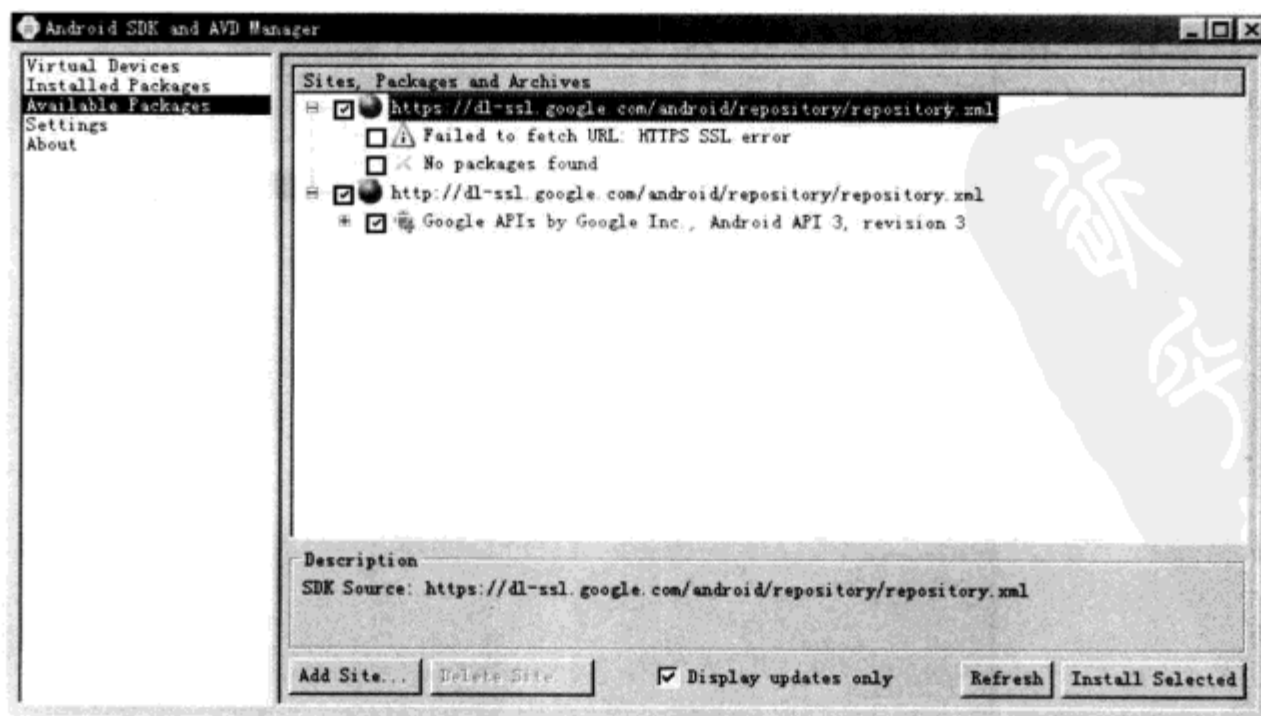 Android SDK and AVD Manager
Virtual Devices
Installed Packages
Available Packages
Settings
About
Sites, Packages and Archives
https://dl-ssl.google.com/android/repository/repository.xml
Failed to fetch URL: HTTPS SSL error
No packages found
http://dl-ssl.google.com/android/repository/repository.xml
Google APIs by Google Inc., Android API 3, revision 3
Description
SDK Source: https://dl-ssl.google.com/android/repository/repository.xml
Add Site...
Delete Site...
Display updates only
Refresh
Install Selected